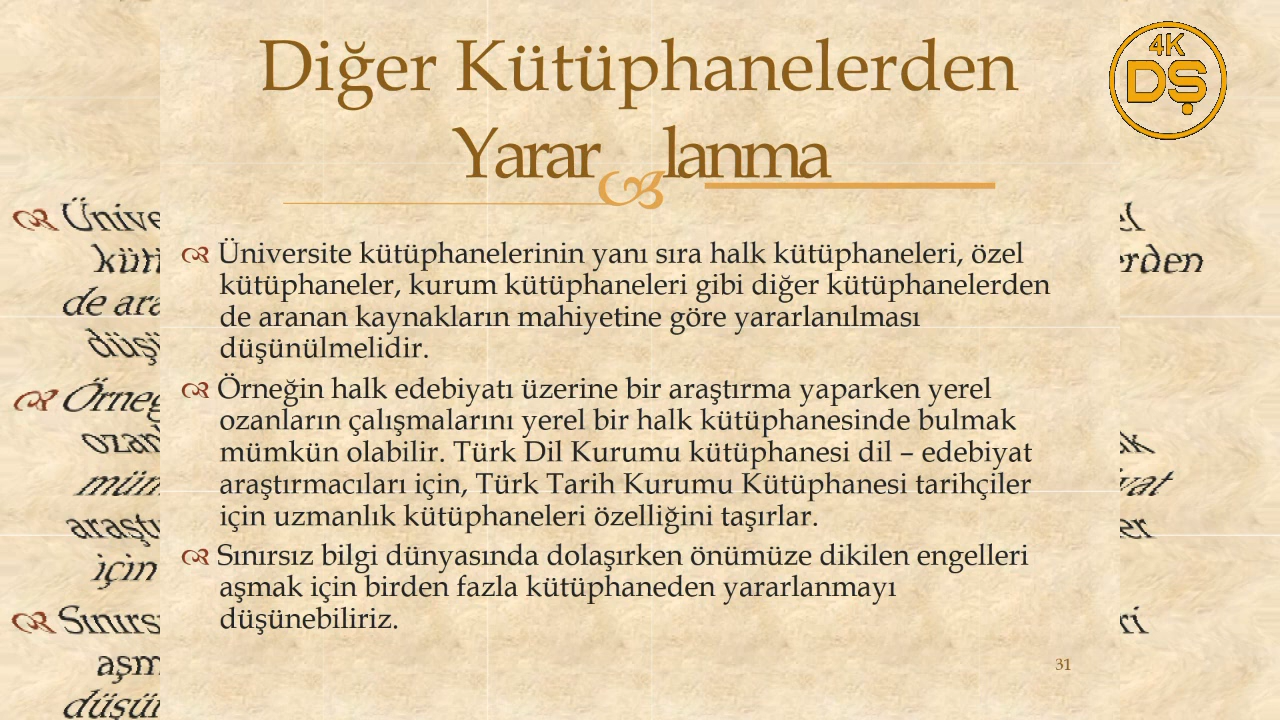 Diğer Kütüphanelerden
Yararlanma
4K
DŞ
Üniversite kütüphanelerinin yanı sıra halk kütüphaneleri, özel
kütüphaneler, kurum kütüphaneleri gibi diğer kütüphanelerden
de aranan kaynakların mahiyetine göre yararlanılması
düşünülmelidir.
Örneğin halk edebiyatı üzerine bir araştırma yaparken yerel
ozanların çalışmalarını yerel bir halk kütüphanesinde bulmak
mümkün olabilir. Türk Dil Kurumu kütüphanesi dil – edebiyat
araştırmacıları için, Türk Tarih Kurumu Kütüphanesi tarihçiler
için uzmanlık kütüphaneleri özelliğini taşırlar.
Sınırsız bilgi dünyasında dolaşırken önümüze dikilen engelleri
aşmak için birden fazla kütüphaneden yararlanmayı
düşünebiliriz.
31